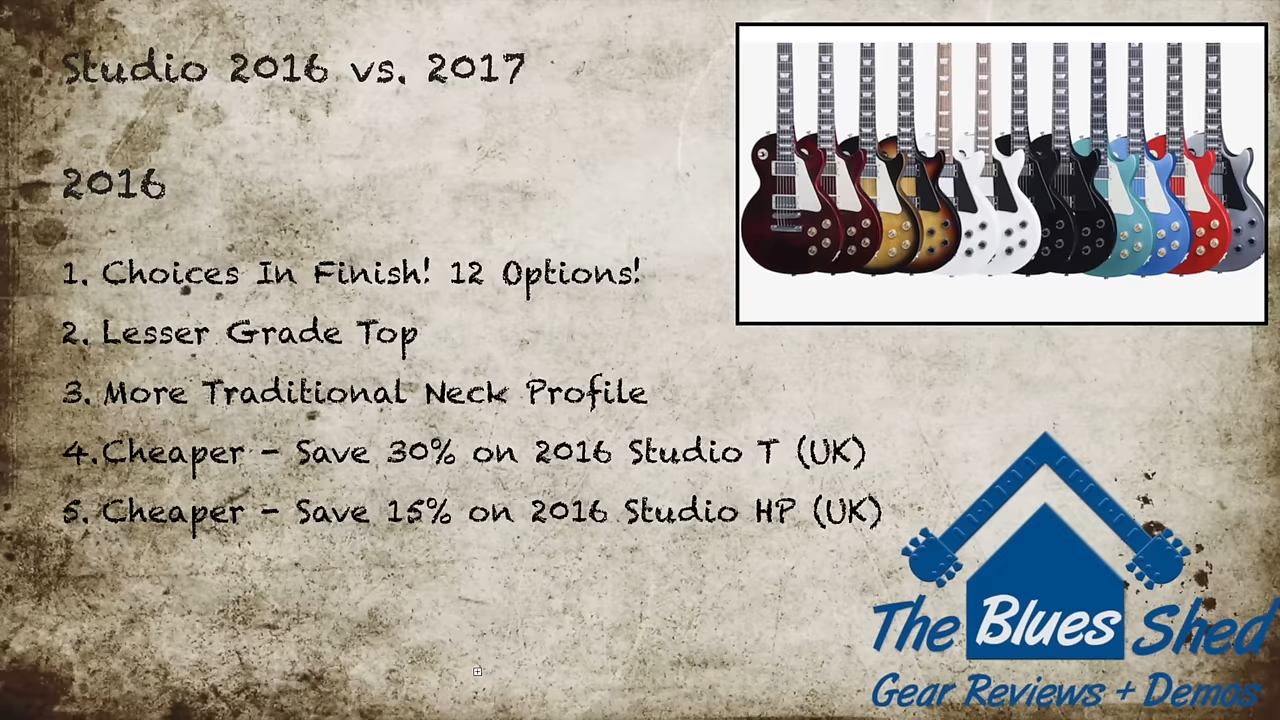 Studio 2016 vs. 2017
2016
1. Choices In Finish! 12 Options!
2. Lesser Grade Top
3. More Traditional Neck Profile
4.Cheaper - Save 30% on 2016 Studio T (UK)
5. Cheaper - Save 15% on 2016 Studio HP (UK)
The Blues Shed
Gear Reviews + Demos